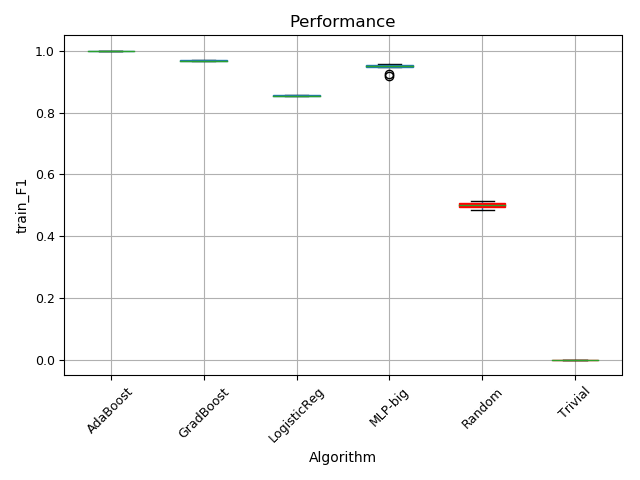 Performance
train_F1
1.0
0.8
0.6
0.4
0.2
0.0
AdaBoost
GradBoost
LogisticReg
MLP-big
Random
Trivial
Algorithm